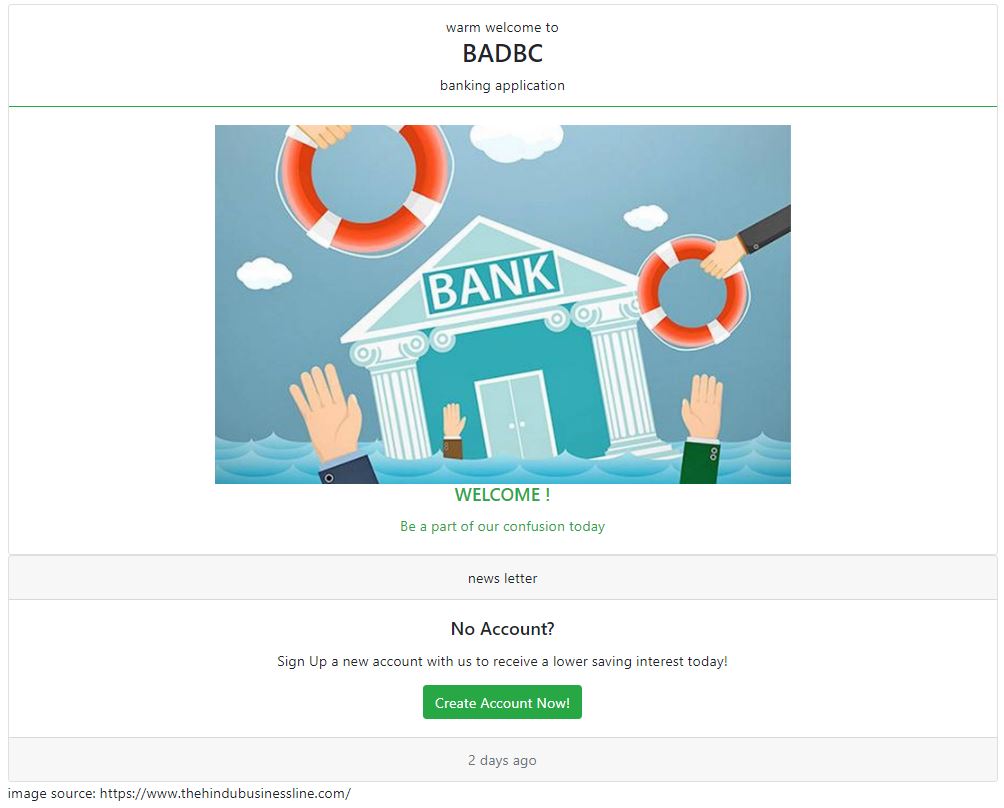 warm welcome to
BADBC
banking application
BANK
WELCOME !
Be a part of our confusion today
news letter
No Account?
Sign Up a new account with us to receive a lower saving interest today!
Create Account Now!
2 days ago
image source: https://www.thehindubusinessline.com/